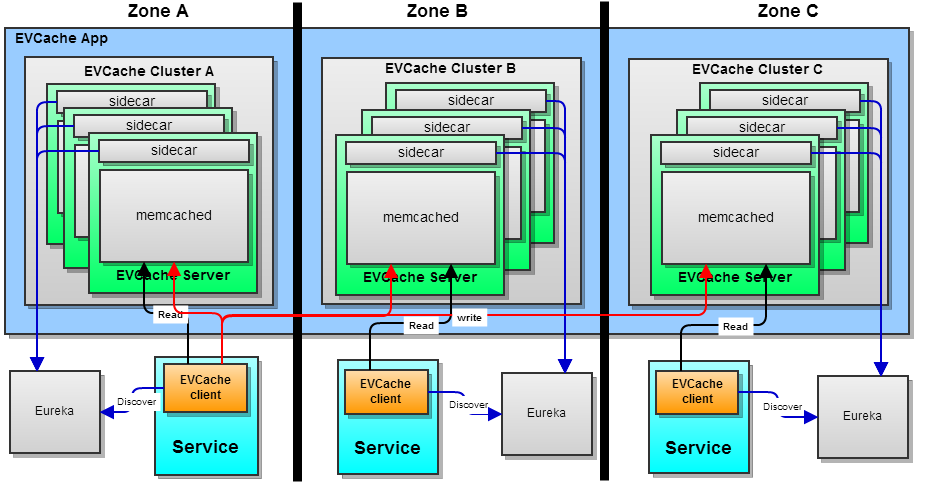 Zone A
Zone B
Zone C
EVCache App
EVCache Cluster A
sidecar
sidecar
sidecar
memcached
EVCache Server
EVCache Cluster B
sidecar
sidecar
sidecar
memcached
EVCache Server
EVCache Cluster C
sidecar
sidecar
sidecar
memcached
EVCache Server
Read
Read
write
Read
Eureka
Discover
EVCache
client
Service
EVCache
client
Service
Discover
Eureka
EVCache
client
Service
Discover
Eureka